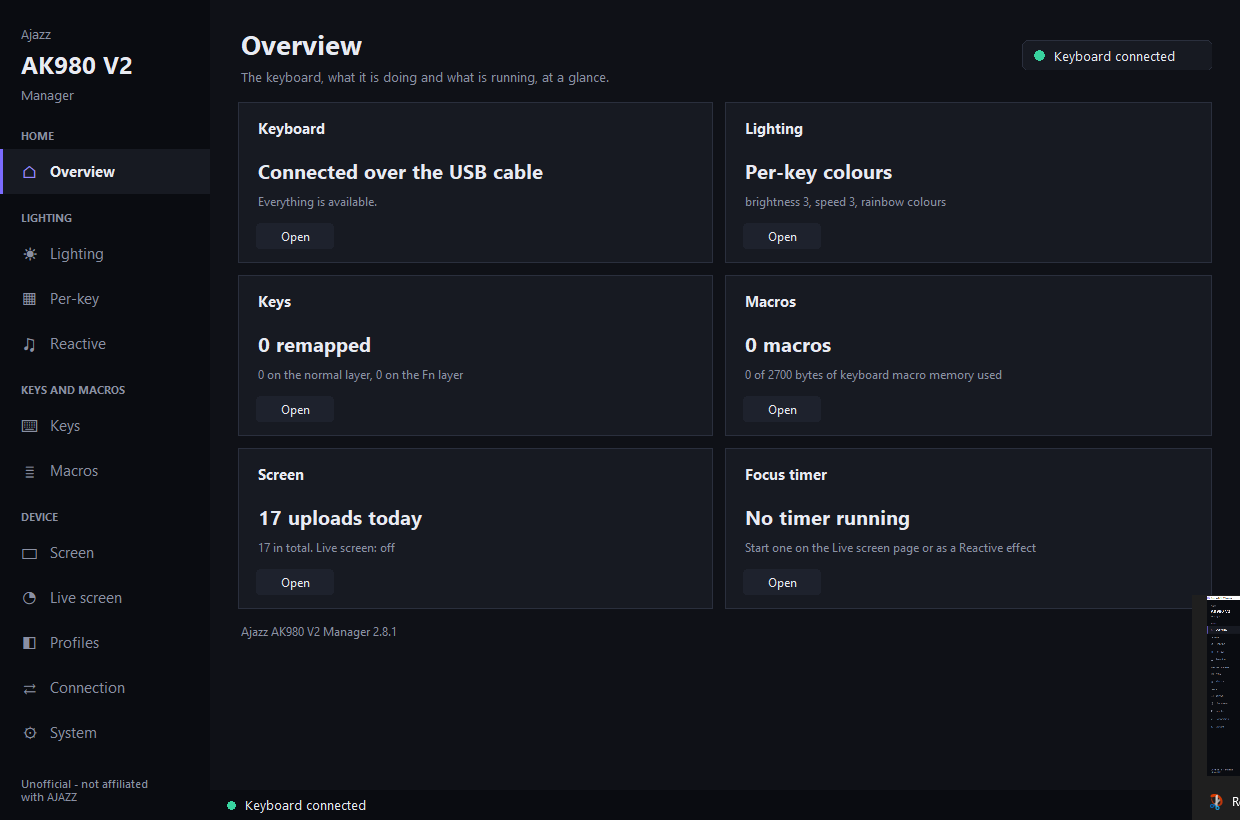 Ajazz
AK980 V2
Manager
HOME
Overview
LIGHTING
Lighting
Per-key
Reactive
KEYS AND MACROS
Keys
Macros
DEVICE
Screen
Live screen
Profiles
Connection
System
Unofficial - not affiliated
with AJAZZ
Overview
The keyboard, what it is doing and what is running, at a glance.
Keyboard connected
Keyboard
Connected over the USB cable
Everything is available.
Open
Lighting
Per-key colours
brightness 3, speed 3, rainbow colours
Open
Keys
0 remapped
0 on the normal layer, 0 on the Fn layer
Open
Macros
0 macros
0 of 2700 bytes of keyboard macro memory used
Open
Screen
17 uploads today
17 in total. Live screen: off
Open
Focus timer
No timer running
Start one on the Live screen page or as a Reactive effect
Open
Ajazz AK980 V2 Manager 2.8.1
Keyboard connected